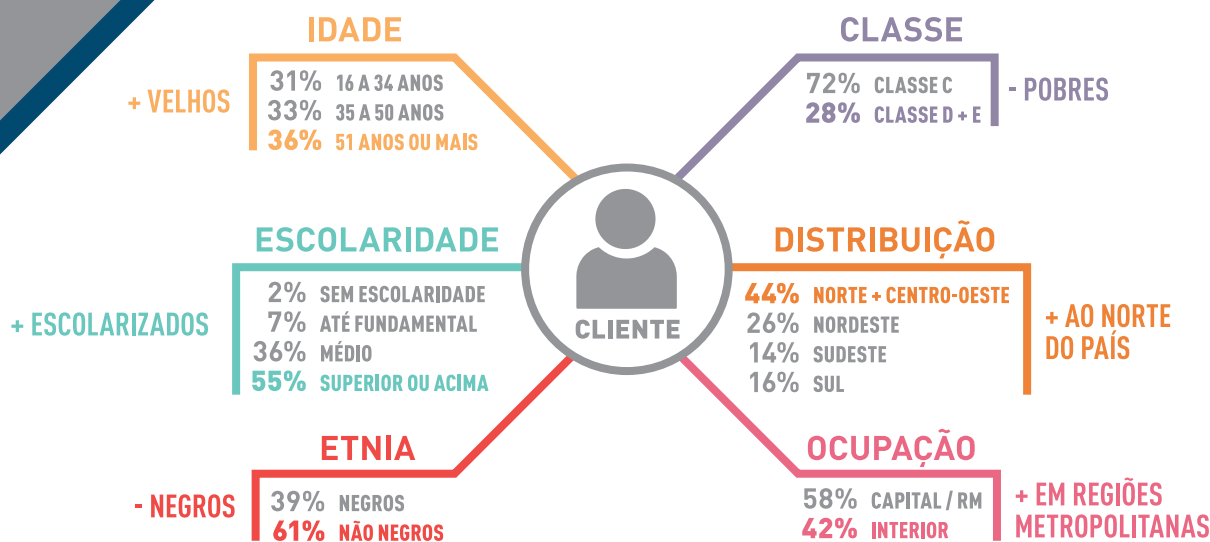 IDADE
+ VELHOS
31% 16 A 34 ANOS
33% 35 A 50 ANOS
36% 51 ANOS OU MAIS
CLASSE
72% CLASSE C
28% CLASSE D + E
- POBRES
ESCOLARIDADE
+ ESCOLARIZADOS
2% SEM ESCOLARIDADE
7% ATÉ FUNDAMENTAL
36% MÉDIO
55% SUPERIOR OU ACIMA
CLIENTE
DISTRIBUIÇÃO
44% NORTE + CENTRO-OESTE
26% NORDESTE
14% SUDESTE
16% SUL
+ AO NORTE
DO PAÍS
ETNIA
- NEGROS
39% NEGROS
61% NÃO NEGROS
OCUPAÇÃO
58% CAPITAL / RM
42% INTERIOR
+ EM REGIÕES
METROPOLITANAS